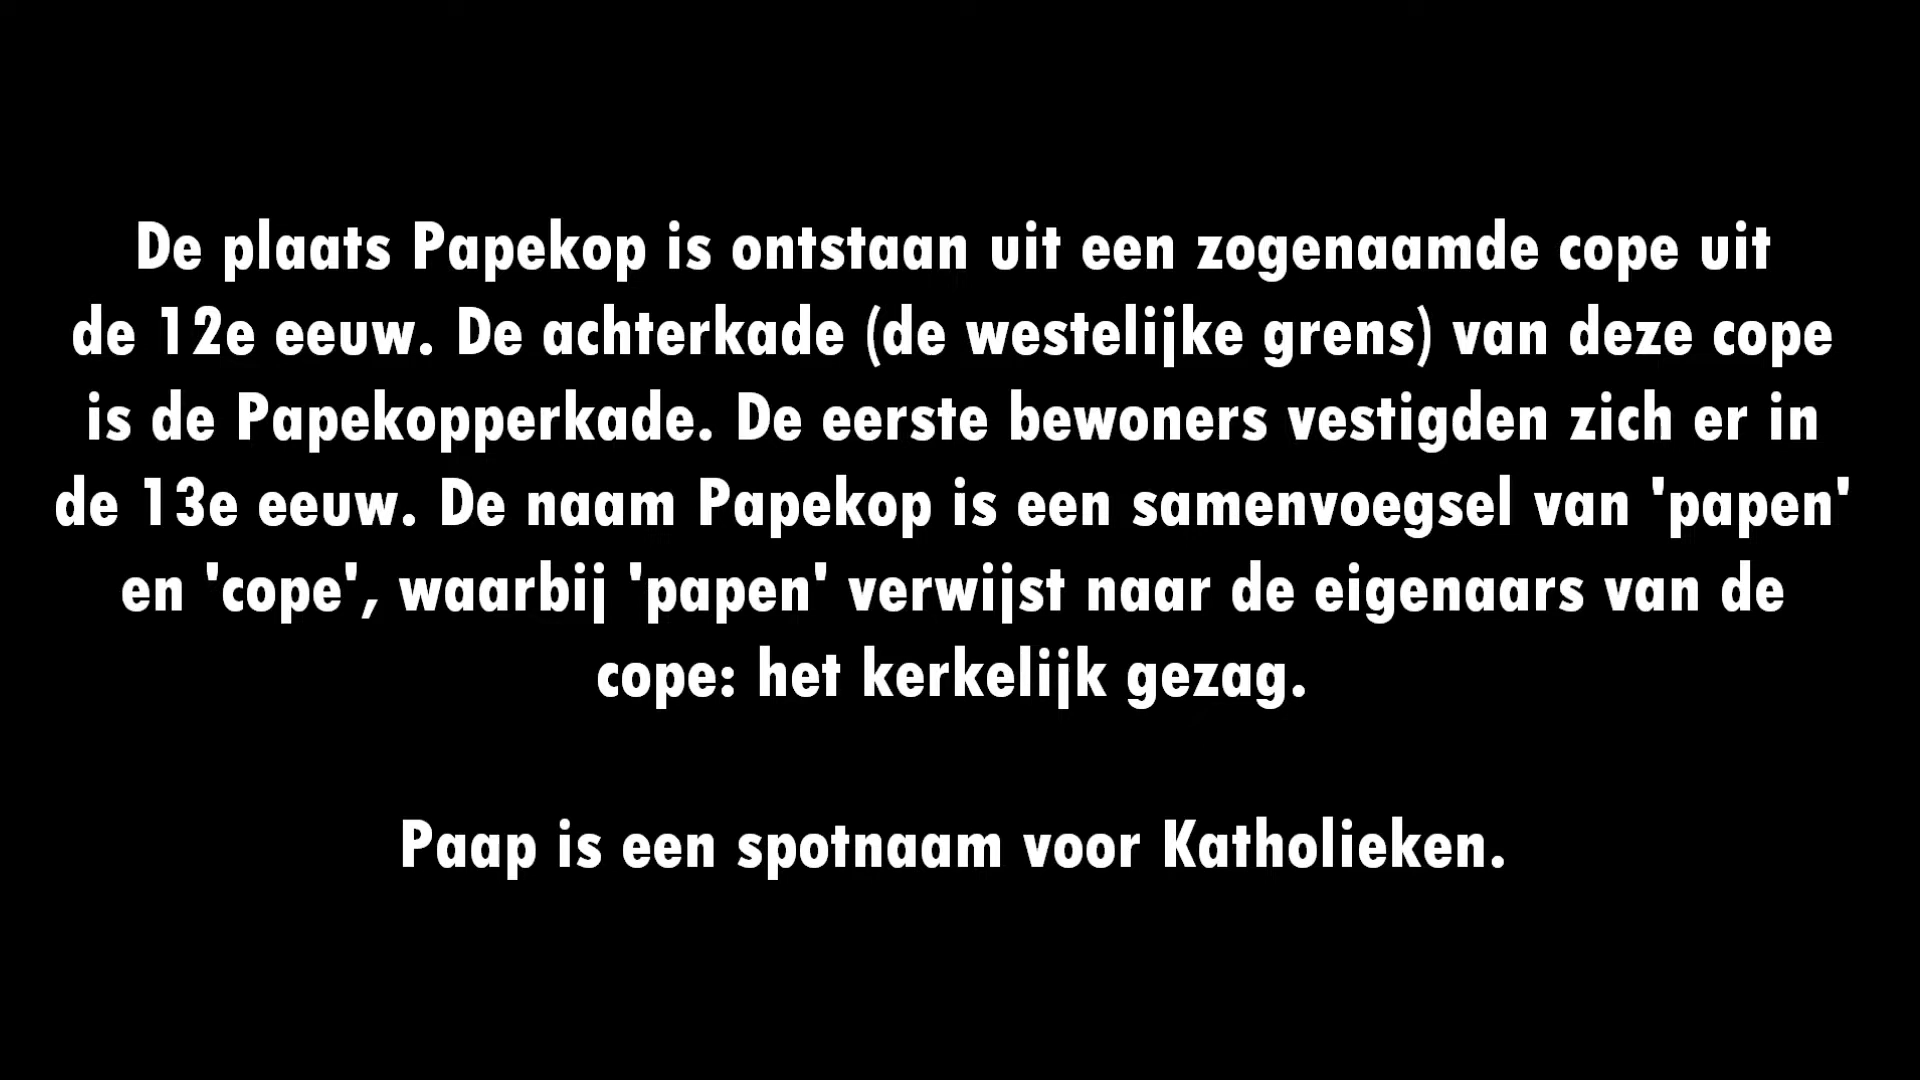 De plaats Papekop is ontstaan uit een zogenaamde cope uit
de 12e eeuw. De achterkade (de westelijke grens) van deze cope
is de Papekopperkade. De eerste bewoners vestigden zich er in
de 13e eeuw. De naam Papekop is een samenvoegsel van 'papen'
en 'cope', waarbij 'papen' verwijst naar de eigenaars van de
cope: het kerkelijk gezag.
Paap is een spotnaam voor Katholieken.